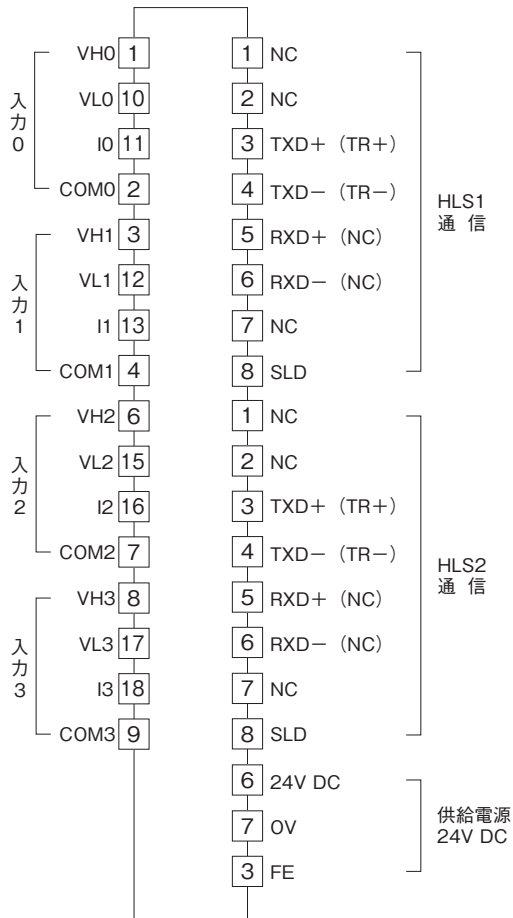 入力0
VH0 1
VL0 10
I0 11
COM0 2
入力1
VH1 3
VL1 12
I1 13
COM1 4
入力2
VH2 6
VL2 15
I2 16
COM2 7
入力3
VH3 8
VL3 17
I3 18
COM3 9
1 NC
2 NC
3 TXD+(TR+)
4 TXD−(TR−)
5 RXD+(NC)
6 RXD−(NC)
7 NC
8 SLD
HLS1
通 信
1 NC
2 NC
3 TXD+(TR+)
4 TXD−(TR−)
5 RXD+(NC)
6 RXD−(NC)
7 NC
8 SLD
HLS2
通 信
6 24V DC
7 0V
3 FE
供給電源
24V DC